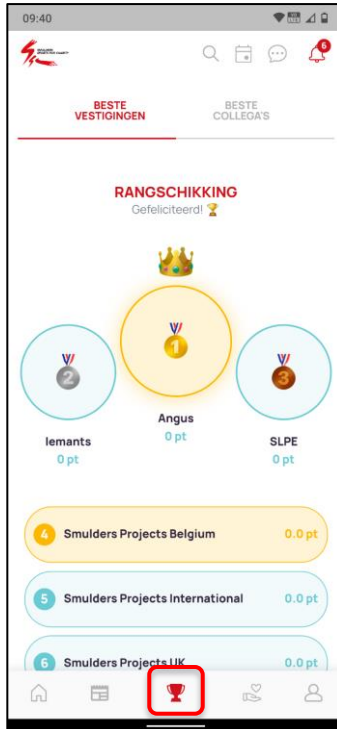 09:40
6
BESTE
VESTIGINGEN
BESTE
COLLEGA'S
RANGSCHIKKING
Gefeliciteerd! 🏆
1
2
3
Angus
0 pt
Iemants
0 pt
SLPE
0 pt
4 Smulders Projects Belgium 0.0 pt
5 Smulders Projects International 0.0 pt
6 Smulders Projects UK 0.0 pt